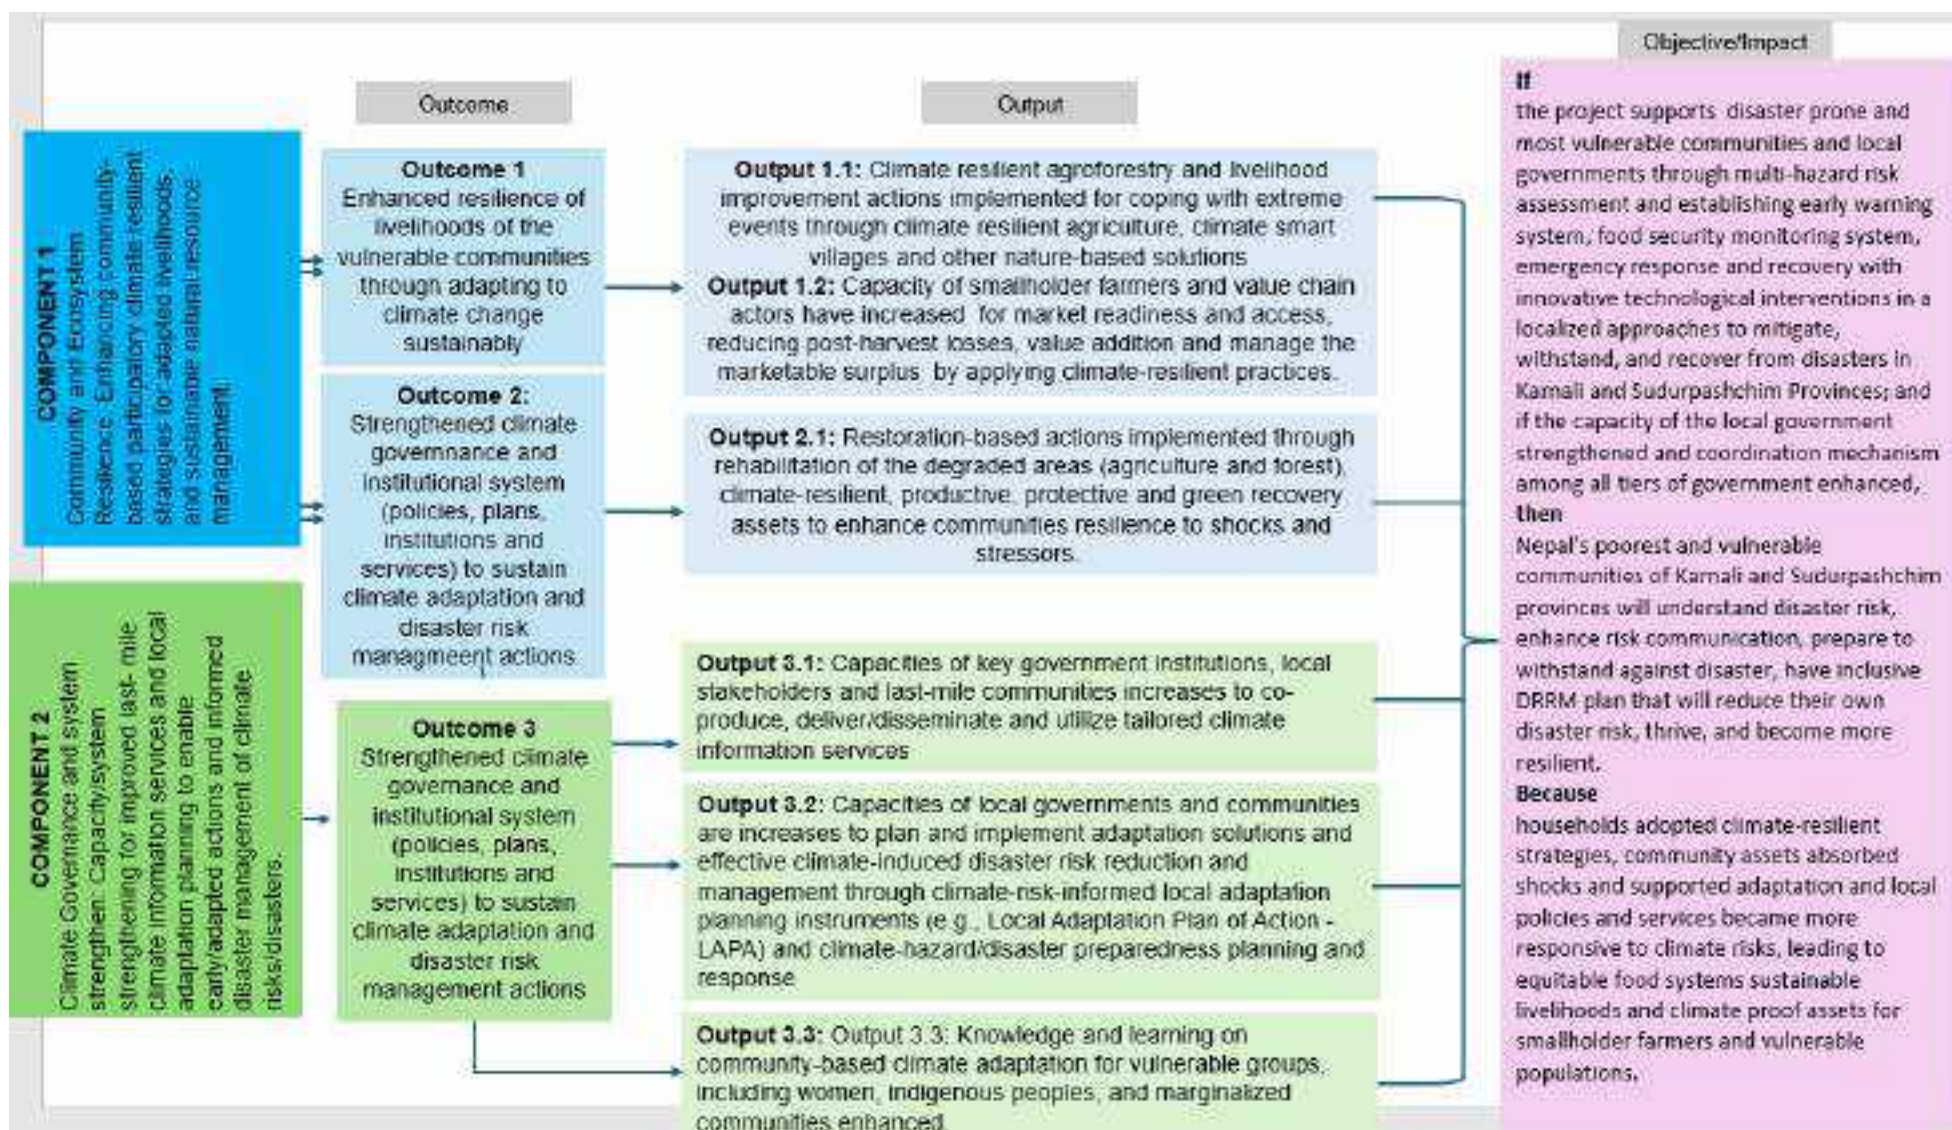 Objective/Impact
Outcome
Output
COMPONENT 1
Community and Ecosystem
Resilience: Enhancing community-
based participatory climate-resilient
strategies for adapted livelihoods,
and sustainable natural resource
management.
Outcome 1
Enhanced resilience of
livelihoods of the
vulnerable communities
through adapting to
climate change
sustainably
Outcome 2:
Strengthened climate
governnance and
institutional system
(policies, plans,
institutions and
services) to sustain
climate adaptation and
disaster risk
managmeent actions
Output 1.1: Climate resilient agroforestry and livelihood
improvement actions implemented for coping with extreme
events through climate resilient agriculture, climate smart
villages and other nature-based solutions
Output 1.2: Capacity of smallholder farmers and value chain
actors have increased for market readiness and access,
reducing post-harvest losses, value addition and manage the
marketable surplus by applying climate-resilient practices.
Output 2.1: Restoration-based actions implemented through
rehabilitation of the degraded areas (agriculture and forest),
climate-resilient, productive, protective and green recovery
assets to enhance communities resilience to shocks and
stressors.
COMPONENT 2
Climate Governance and system
strengthen: Capacity/system
strengthening for improved last- mile
climate information services and local
adaptation planning to enable
early/adapted actions and informed
disaster management of climate
risks/disasters.
Outcome 3
Strengthened climate
governance and
institutional system
(policies, plans,
institutions and
services) to sustain
climate adaptation and
disaster risk
management actions
Output 3.1: Capacities of key government institutions, local
stakeholders and last-mile communities increases to co-
produce, deliver/disseminate and utilize tailored climate
information services
Output 3.2: Capacities of local governments and communities
are increases to plan and implement adaptation solutions and
effective climate-induced disaster risk reduction and
management through climate-risk-informed local adaptation
planning instruments (e.g., Local Adaptation Plan of Action -
LAPA) and climate-hazard/disaster preparedness planning and
response
Output 3.3: Output 3.3: Knowledge and learning on
community-based climate adaptation for vulnerable groups,
including women, indigenous peoples, and marginalized
communities enhanced.
If
the project supports disaster prone and
most vulnerable communities and local
governments through multi-hazard risk
assessment and establishing early warning
system, food security monitoring system,
emergency response and recovery with
innovative technological interventions in a
localized approaches to mitigate,
withstand, and recover from disasters in
Karnali and Sudurpashchim Provinces; and
if the capacity of the local government
strengthened and coordination mechanism
among all tiers of government enhanced,
then
Nepal's poorest and vulnerable
communities of Karnali and Sudurpashchim
provinces will understand disaster risk,
enhance risk communication, prepare to
withstand against disaster, have inclusive
DRRM plan that will reduce their own
disaster risk, thrive, and become more
resilient.
Because
households adopted climate-resilient
strategies, community assets absorbed
shocks and supported adaptation and local
policies and services became more
responsive to climate risks, leading to
equitable food systems sustainable
livelihoods and climate proof assets for
smallholder farmers and vulnerable
populations.